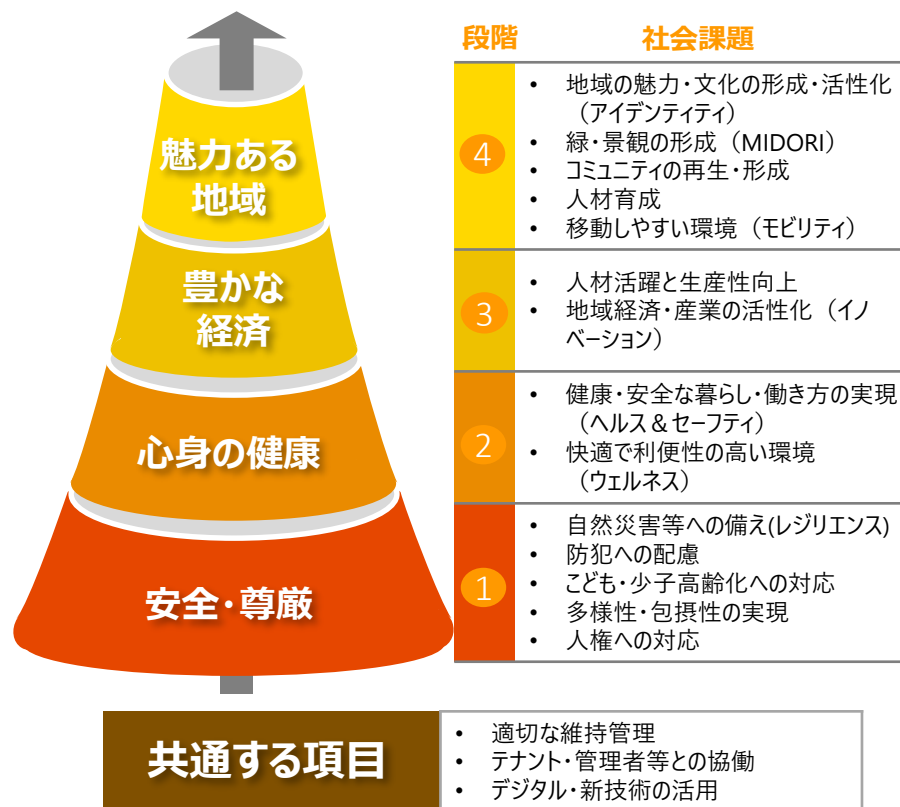 段階 社会課題
魅力ある
地域
4
• 地域の魅力・文化の形成・活性化
（アイデンティティ）
• 緑・景観の形成（MIDORI）
• コミュニティの再生・形成
• 人材育成
• 移動しやすい環境（モビリティ）
豊かな
経済
3
• 人材活躍と生産性向上
• 地域経済・産業の活性化（イノ
ベーション）
心身の健康
2
• 健康・安全な暮らし・働き方の実現
（ヘルス＆セーフティ）
• 快適で利便性の高い環境
（ウェルネス）
安全・尊厳
1
• 自然災害等への備え(レジリエンス)
• 防犯への配慮
• こども・少子高齢化への対応
• 多様性・包摂性の実現
• 人権への対応
共通する項目
• 適切な維持管理
• テナント・管理者等との協働
• デジタル・新技術の活用